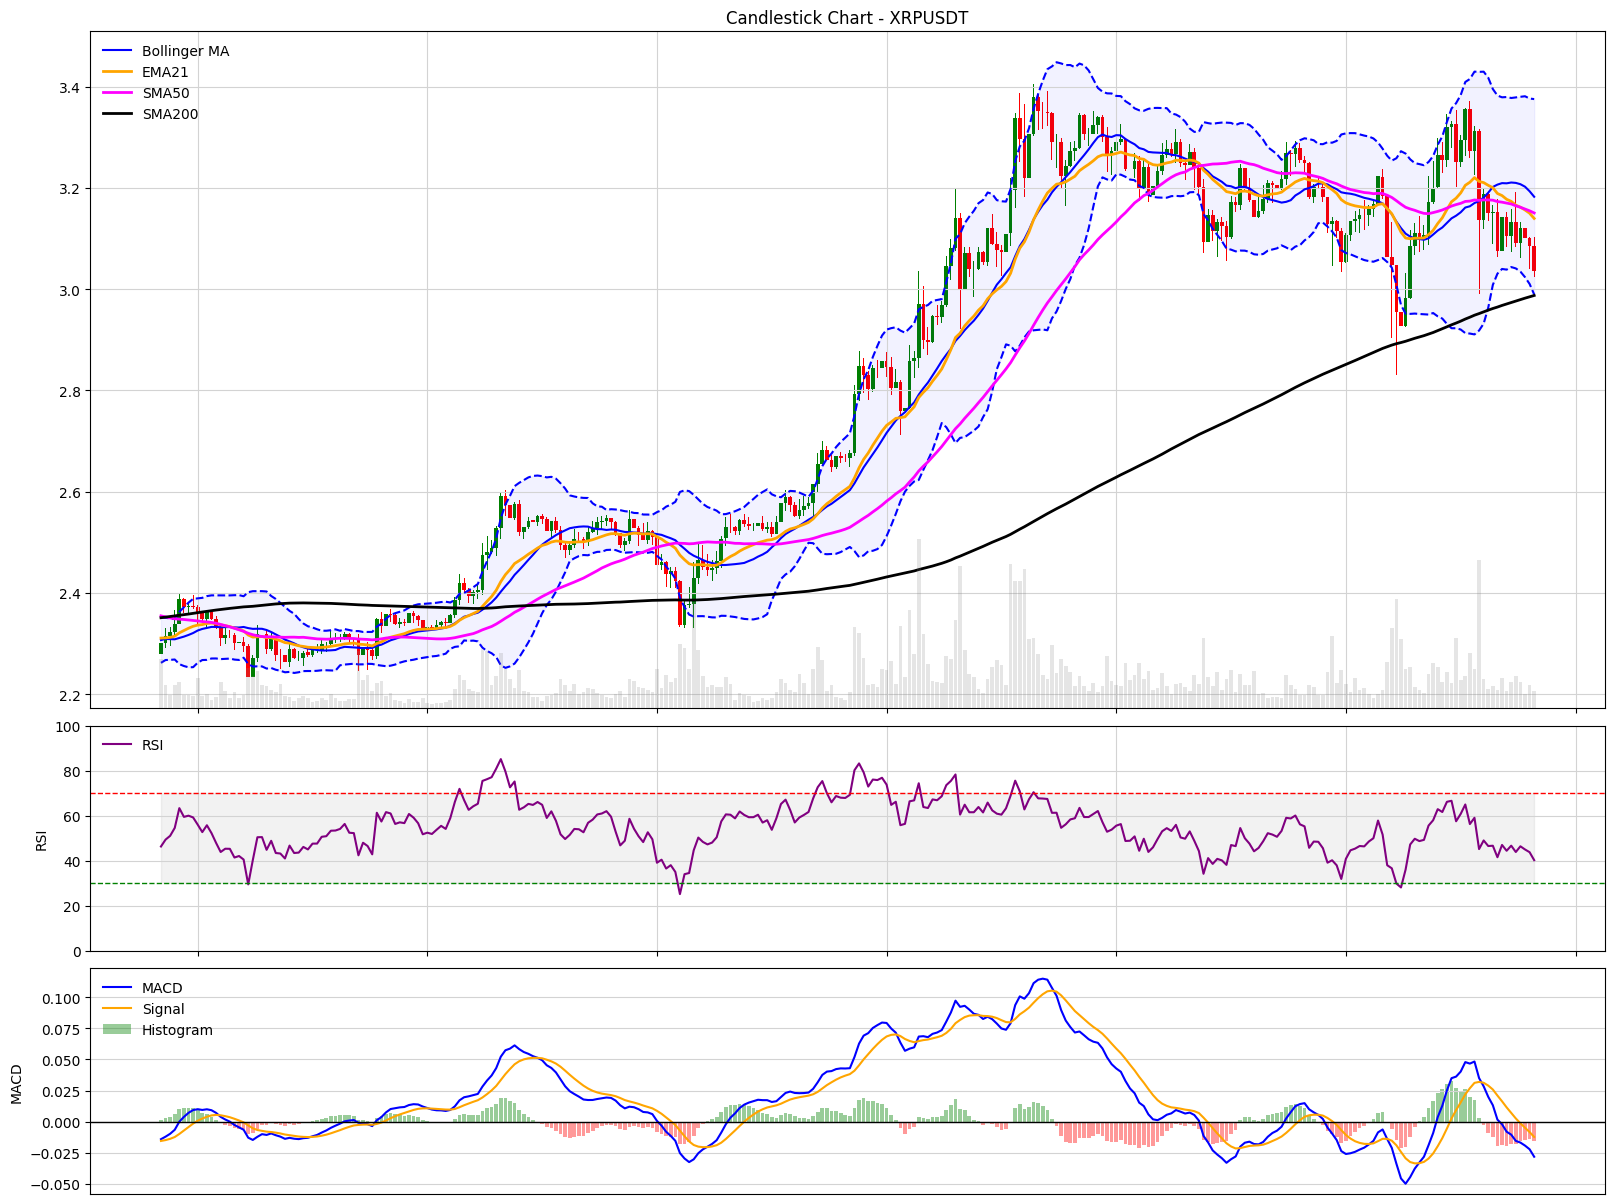 Candlestick Chart - XRPUSDT
Bollinger MA
EMA21
SMA50
SMA200
3.4
3.2
3.0
2.8
2.6
2.4
2.2
100
RSI
80
60
RSI
40
20
0
MACD
0.100
Signal
Histogram
0.075
0.050
MACD
0.025
0.000
−0.025
−0.050